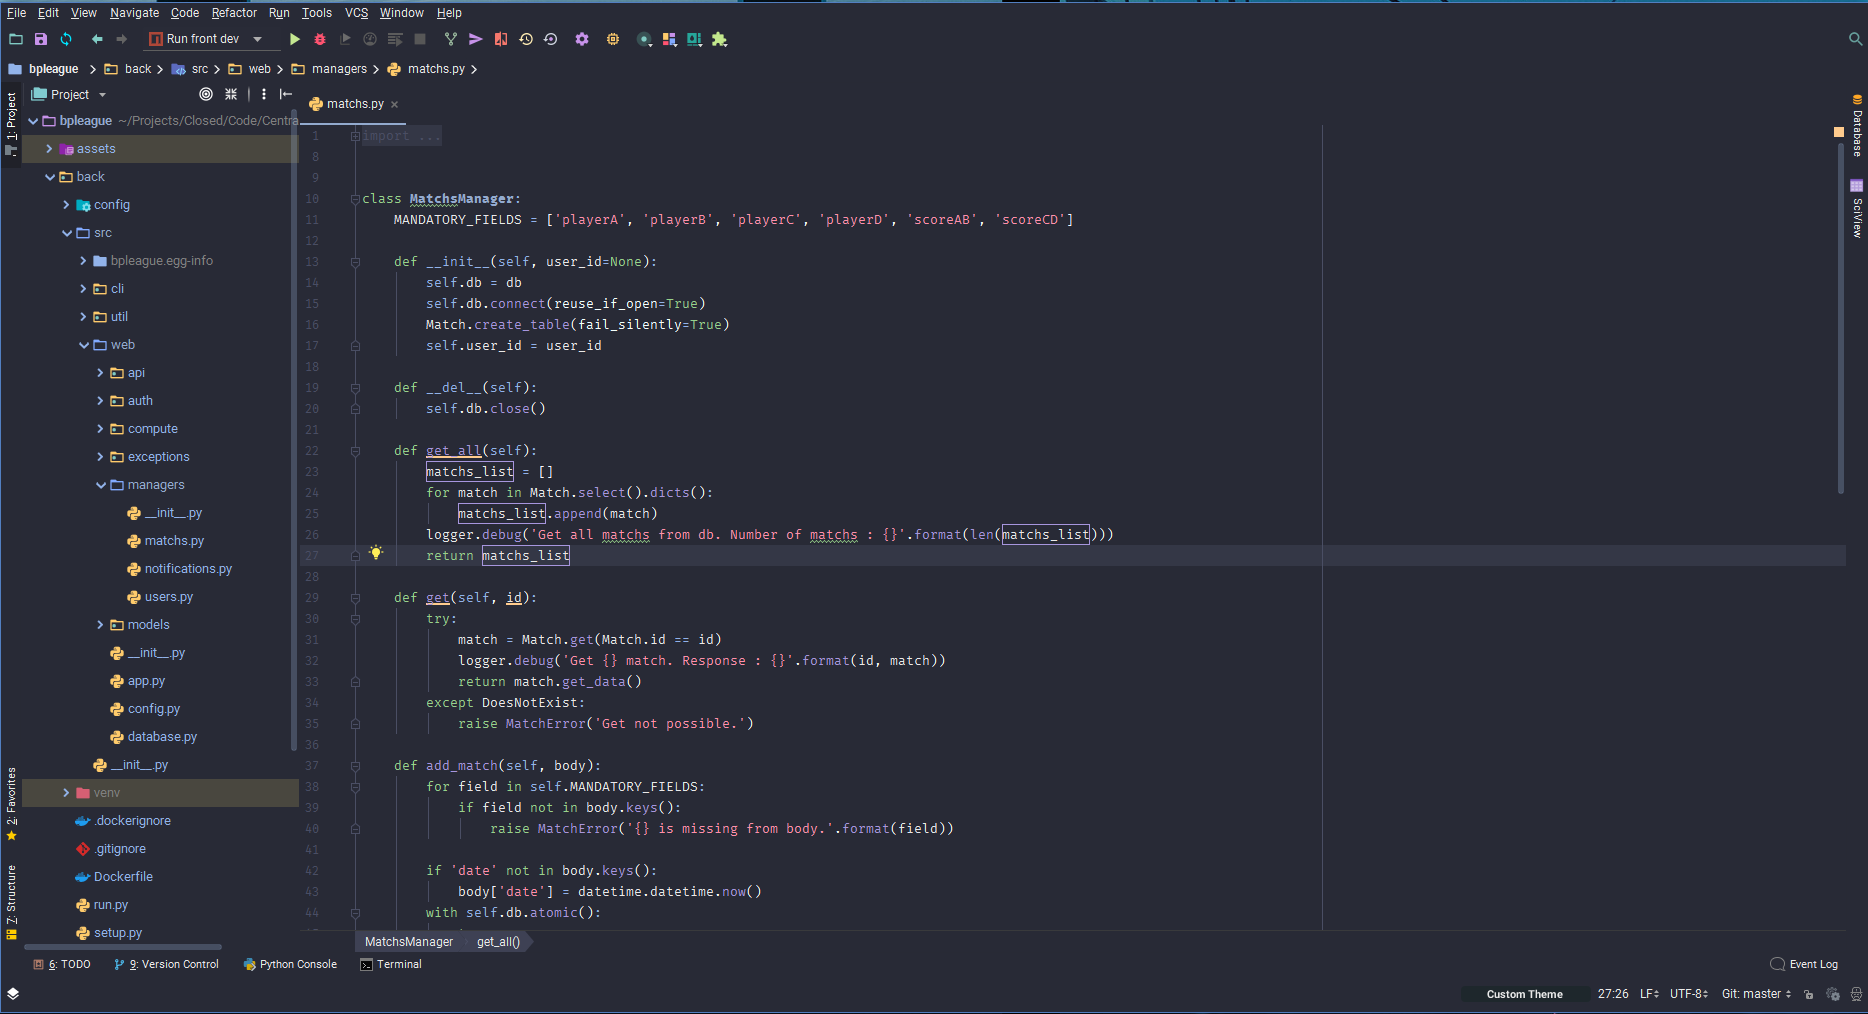 File Edit View Navigate Code Refactor Run Tools VCS Window Help
Run front dev
bpleague back src web managers matchs.py
Project
matchs.py
1: Project
2: Favorites
7: Structure
bpleague ~/Projects/Closed/Code/Centra
assets
back
config
src
bpleague.egg-info
cli
util
web
api
auth
compute
exceptions
managers
__init__.py
matchs.py
notifications.py
users.py
models
__init__.py
app.py
config.py
database.py
__init__.py
venv
.dockerignore
.gitignore
Dockerfile
run.py
setup.py
1 import ...
8
9
10 class MatchsManager:
11 MANDATORY_FIELDS = ['playerA', 'playerB', 'playerC', 'playerD', 'scoreAB', 'scoreCD']
12
13 def __init__(self, user_id=None):
14 self.db = db
15 self.db.connect(reuse_if_open=True)
16 Match.create_table(fail_silently=True)
17 self.user_id = user_id
18
19 def __del__(self):
20 self.db.close()
21
22 def get_all(self):
23 matchs_list = []
24 for match in Match.select().dicts():
25 matchs_list.append(match)
26 logger.debug('Get all matchs from db. Number of matchs : {}'.format(len(matchs_list)))
27 return matchs_list
28
29 def get(self, id):
30 try:
31 match = Match.get(Match.id == id)
32 logger.debug('Get {} match. Response : {}'.format(id, match))
33 return match.get_data()
34 except DoesNotExist:
35 raise MatchError('Get not possible.')
36
37 def add_match(self, body):
38 for field in self.MANDATORY_FIELDS:
39 if field not in body.keys():
40 raise MatchError('{} is missing from body.'.format(field))
41
42 if 'date' not in body.keys():
43 body['date'] = datetime.datetime.now()
44 with self.db.atomic():
Database
SciView
MatchsManager get_all()
6: TODO 9: Version Control Python Console Terminal Event Log
Custom Theme 27:26 LF UTF-8 Git: master